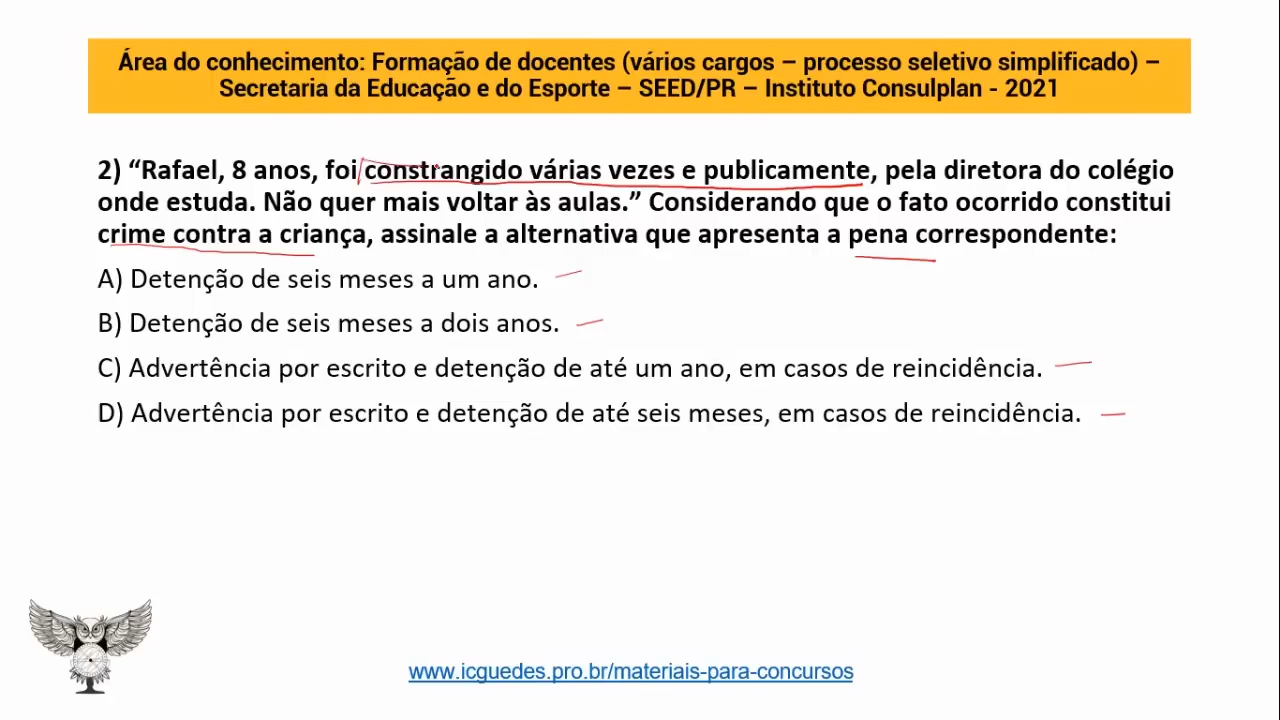 Área do conhecimento: Formação de docentes (vários cargos – processo seletivo simplificado) –
Secretaria da Educação e do Esporte – SEED/PR – Instituto Consulplan - 2021
2) “Rafael, 8 anos, foi constrangido várias vezes e publicamente, pela diretora do colégio
onde estuda. Não quer mais voltar às aulas.” Considerando que o fato ocorrido constitui
crime contra a criança, assinale a alternativa que apresenta a pena correspondente:
A) Detenção de seis meses a um ano.
B) Detenção de seis meses a dois anos.
C) Advertência por escrito e detenção de até um ano, em casos de reincidência.
D) Advertência por escrito e detenção de até seis meses, em casos de reincidência.
www.icguedes.pro.br/materiais-para-concursos